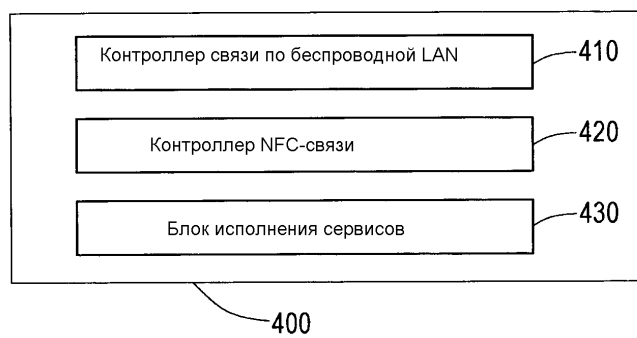 Контроллер связи по беспроводной LAN
410
Контроллер NFC-связи
420
Блок исполнения сервисов
430
400